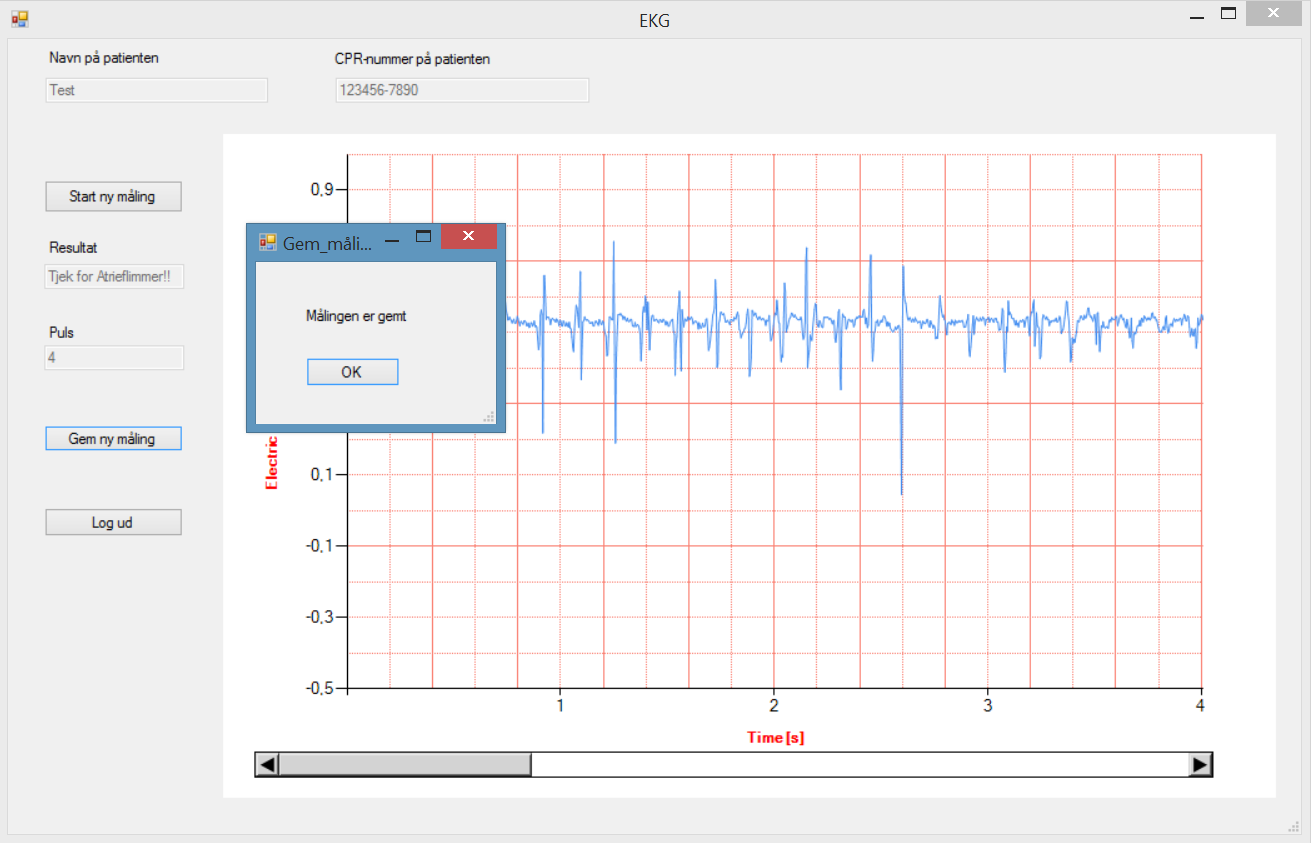 EKG
Navn på patienten
CPR-nummer på patienten
Test
123456-7890
Start ny måling
Resultat
Tjek for Atrieflimmer!!
Puls
4
Gem ny måling
Log ud
Gem_måli...
Målingen er gemt
OK
0,9
0,1
-0,1
-0,3
-0,5
Electric
1
2
3
4
Time [s]